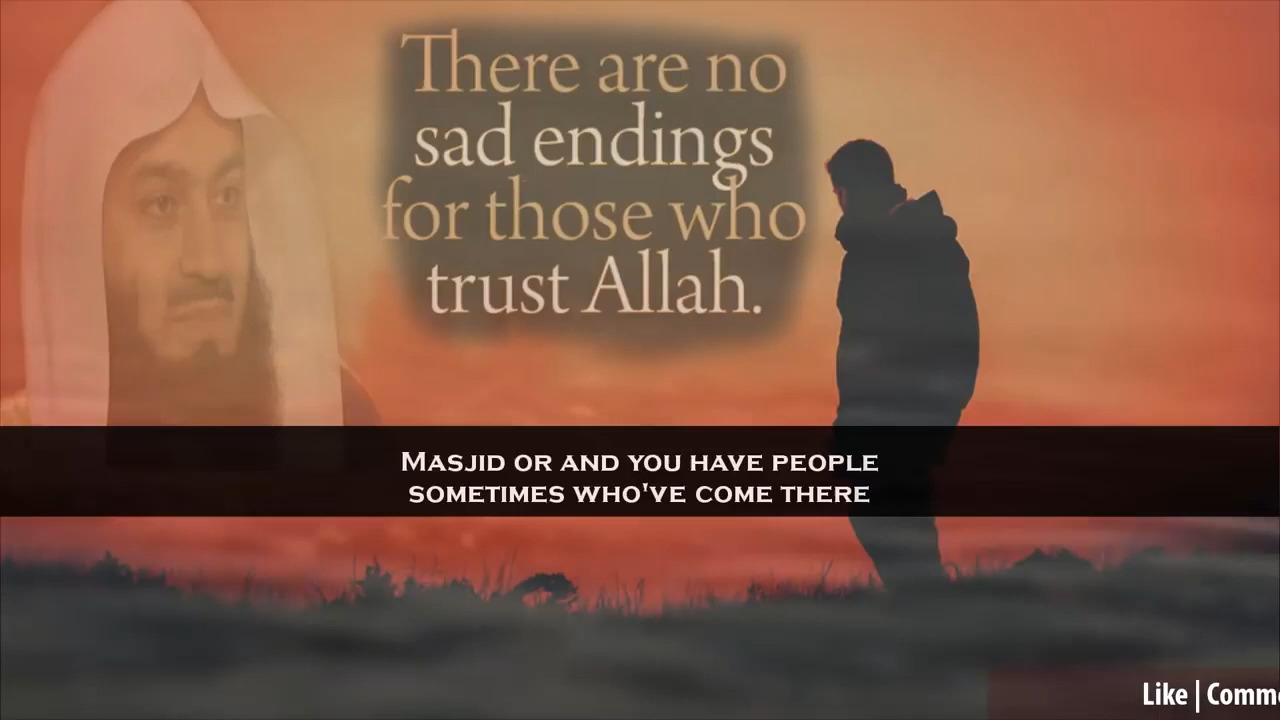 There are no
sad endings
for those who
trust Allah.
MASJID OR AND YOU HAVE PEOPLE
SOMETIMES WHO'VE COME THERE
Like | Comme